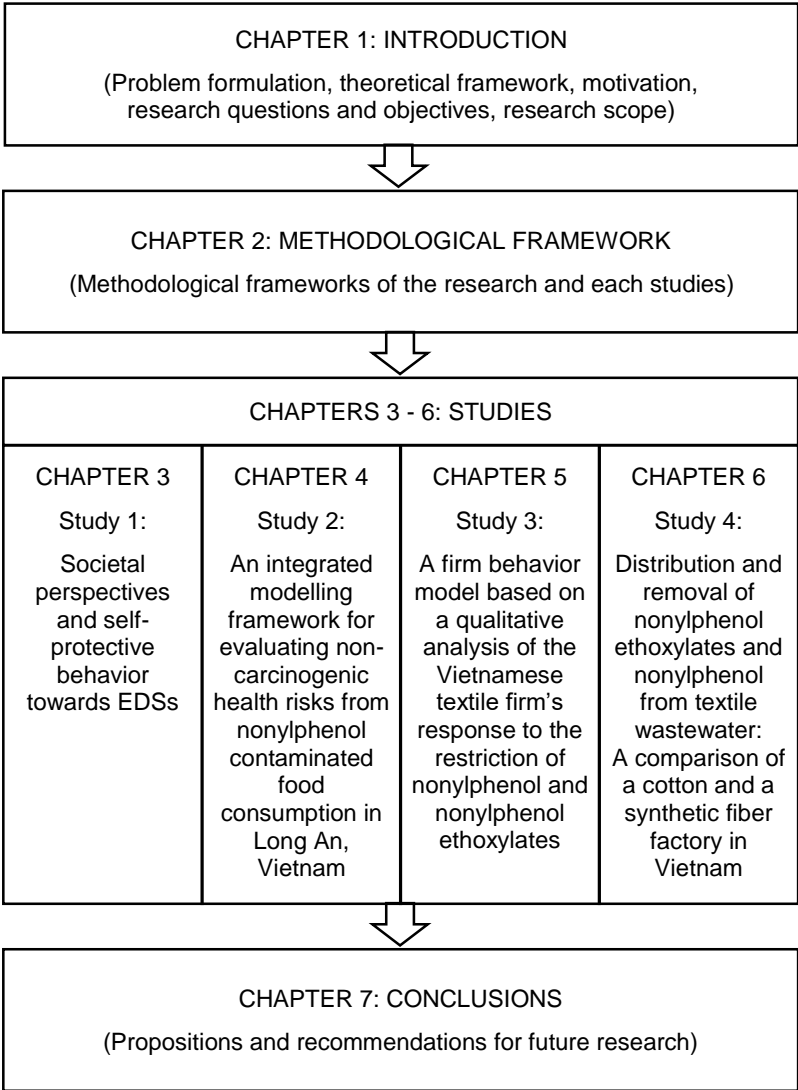 CHAPTER 1: INTRODUCTION
(Problem formulation, theoretical framework, motivation,
research questions and objectives, research scope)
CHAPTER 2: METHODOLOGICAL FRAMEWORK
(Methodological frameworks of the research and each studies)
CHAPTERS 3 - 6: STUDIES
CHAPTER 3
Study 1:
Societal
perspectives
and self-
protective
behavior
towards EDSs
CHAPTER 4
Study 2:
An integrated
modelling
framework for
evaluating non-
carcinogenic
health risks from
nonylphenol
contaminated
food
consumption in
Long An,
Vietnam
CHAPTER 5
Study 3:
A firm behavior
model based on
a qualitative
analysis of the
Vietnamese
textile firm's
response to the
restriction of
nonylphenol and
nonylphenol
ethoxylates
CHAPTER 6
Study 4:
Distribution and
removal of
nonylphenol
ethoxylates and
nonylphenol
from textile
wastewater:
A comparison of
a cotton and a
synthetic fiber
factory in
Vietnam
CHAPTER 7: CONCLUSIONS
(Propositions and recommendations for future research)